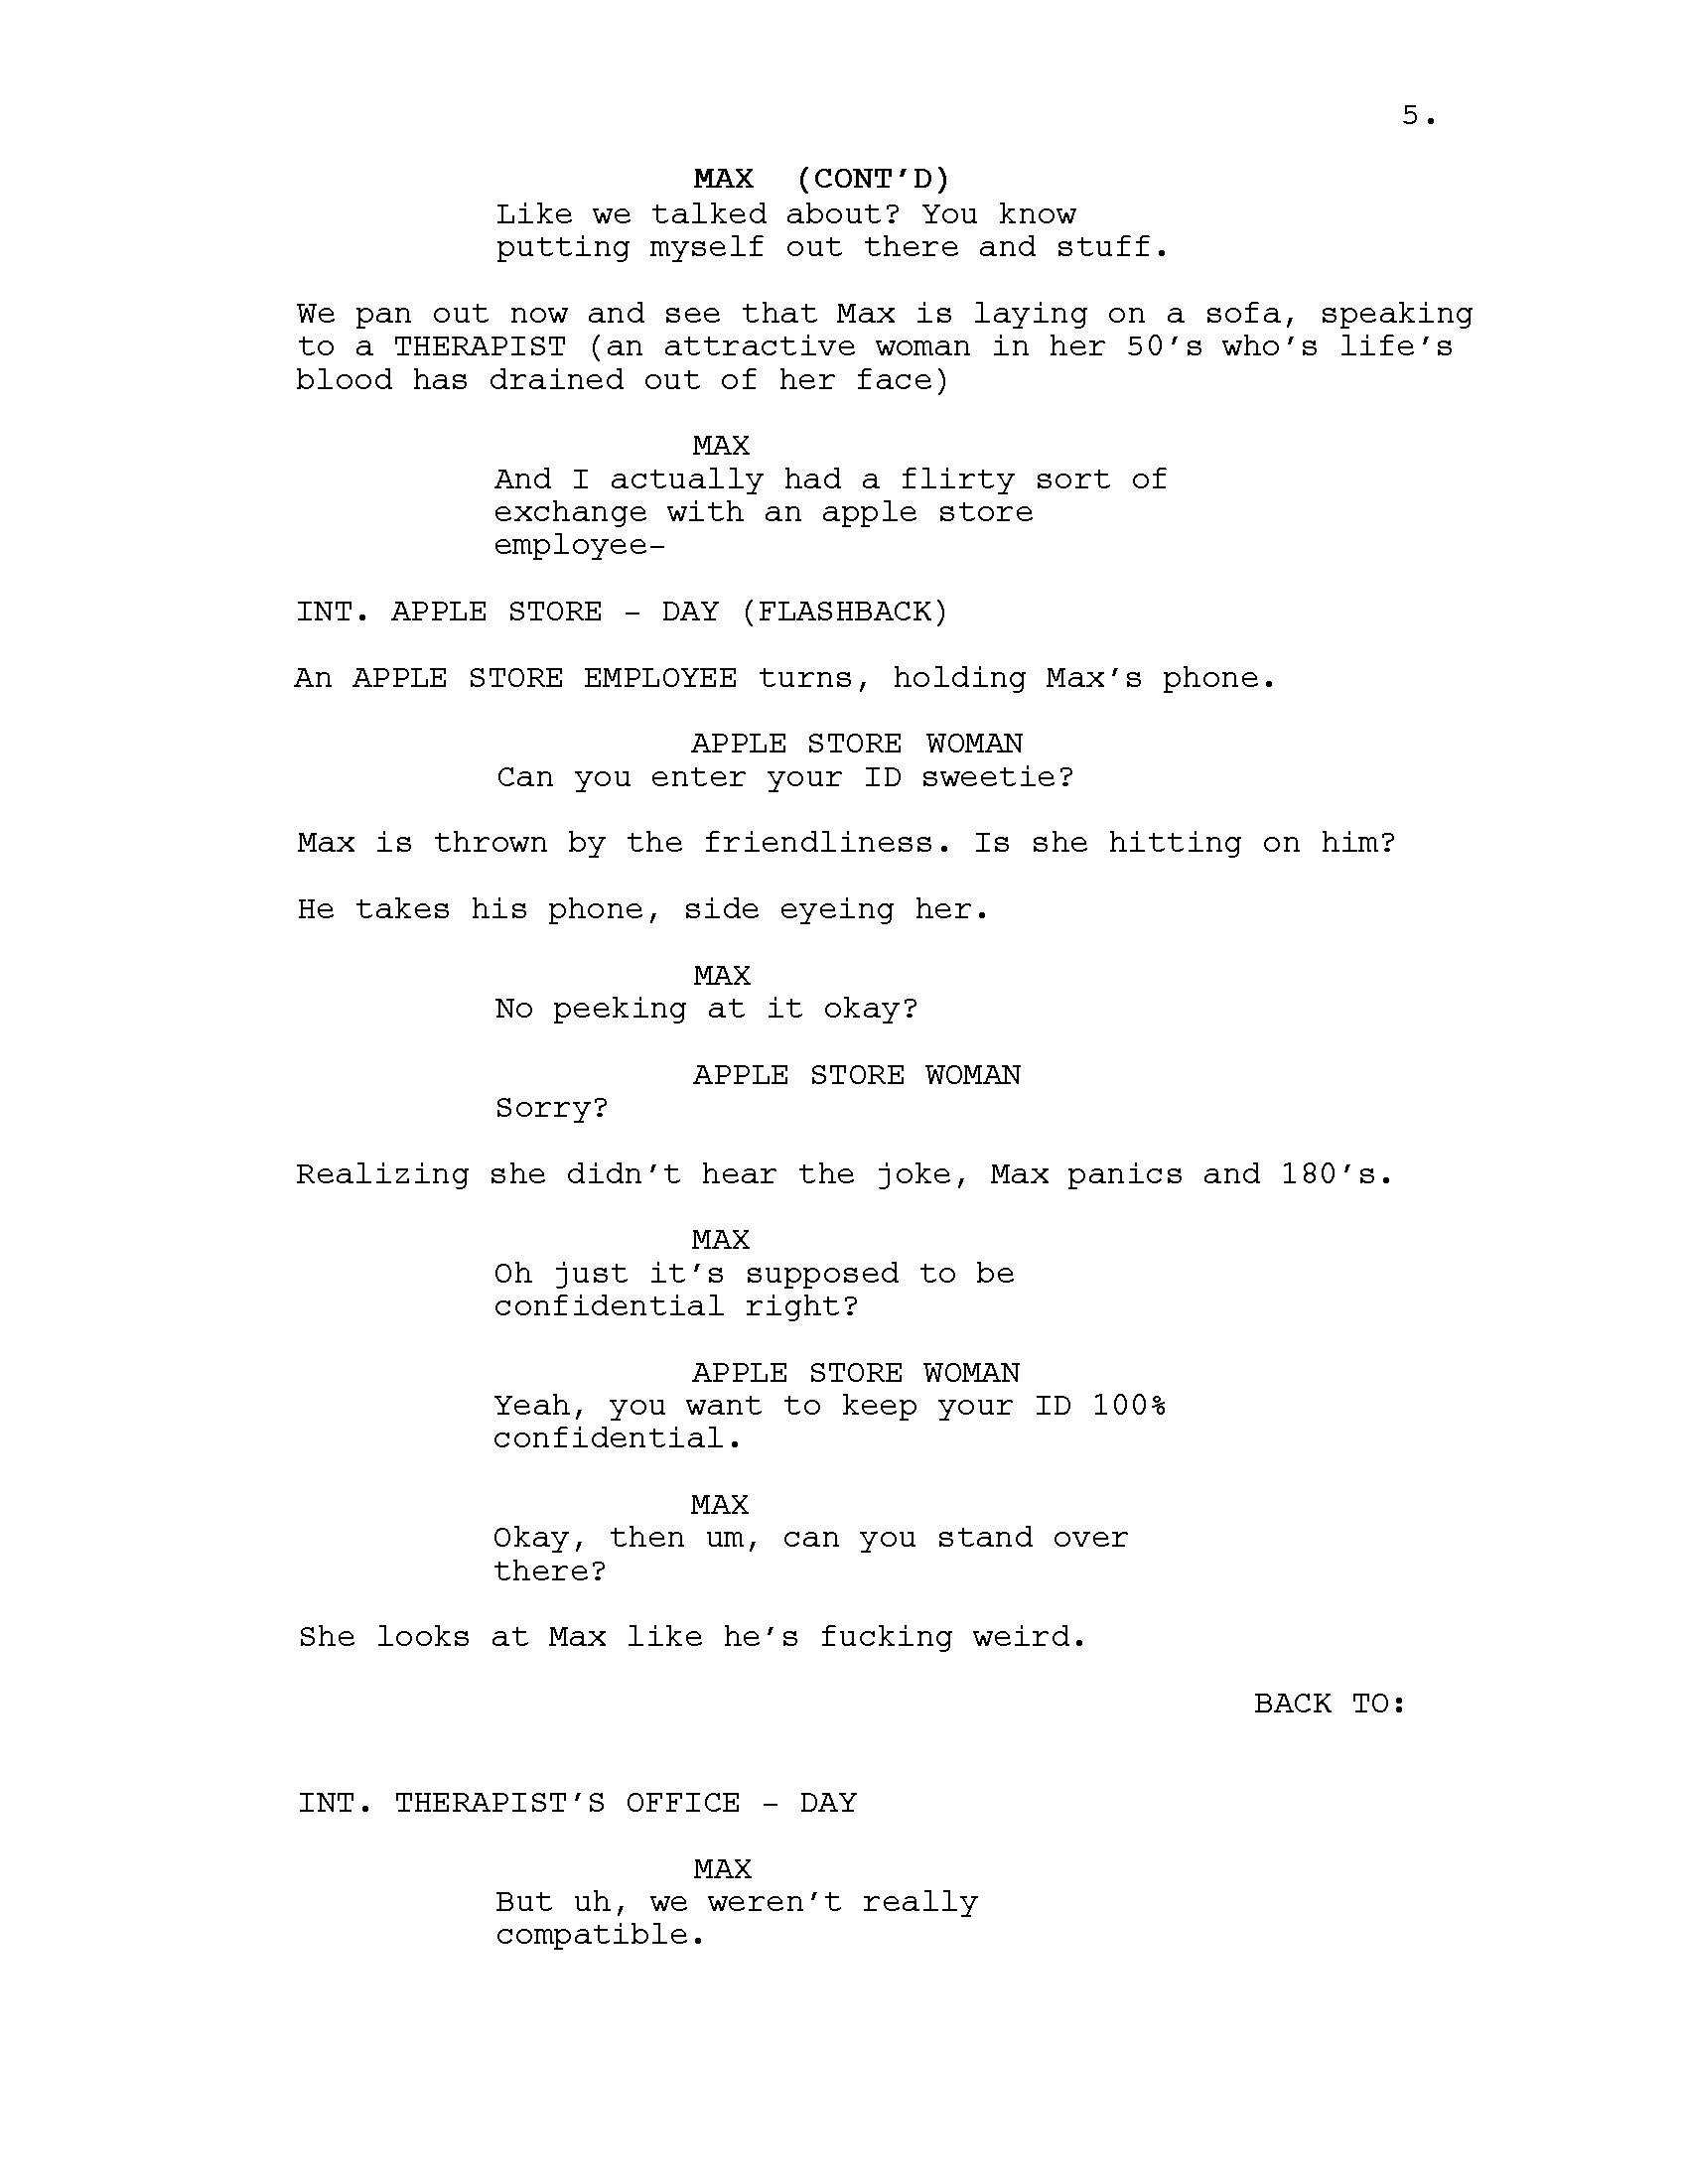 5.
MAX (CONT'D)
Like we talked about? You know
putting myself out there and stuff.
We pan out now and see that Max is laying on a sofa, speaking
to a THERAPIST (an attractive woman in her 50's who's life's
blood has drained out of her face)
MAX
And I actually had a flirty sort of
exchange with an apple store
employee-
INT. APPLE STORE - DAY (FLASHBACK)
An APPLE STORE EMPLOYEE turns, holding Max's phone.
APPLE STORE WOMAN
Can you enter your ID sweetie?
Max is thrown by the friendliness. Is she hitting on him?
He takes his phone, side eyeing her.
MAX
No peeking at it okay?
APPLE STORE WOMAN
Sorry?
Realizing she didn't hear the joke, Max panics and 180's.
MAX
Oh just it's supposed to be
confidential right?
APPLE STORE WOMAN
Yeah, you want to keep your ID 100%
confidential.
MAX
Okay, then um, can you stand over
there?
She looks at Max like he's fucking weird.
BACK TO:
INT. THERAPIST'S OFFICE - DAY
MAX
But uh, we weren't really
compatible.